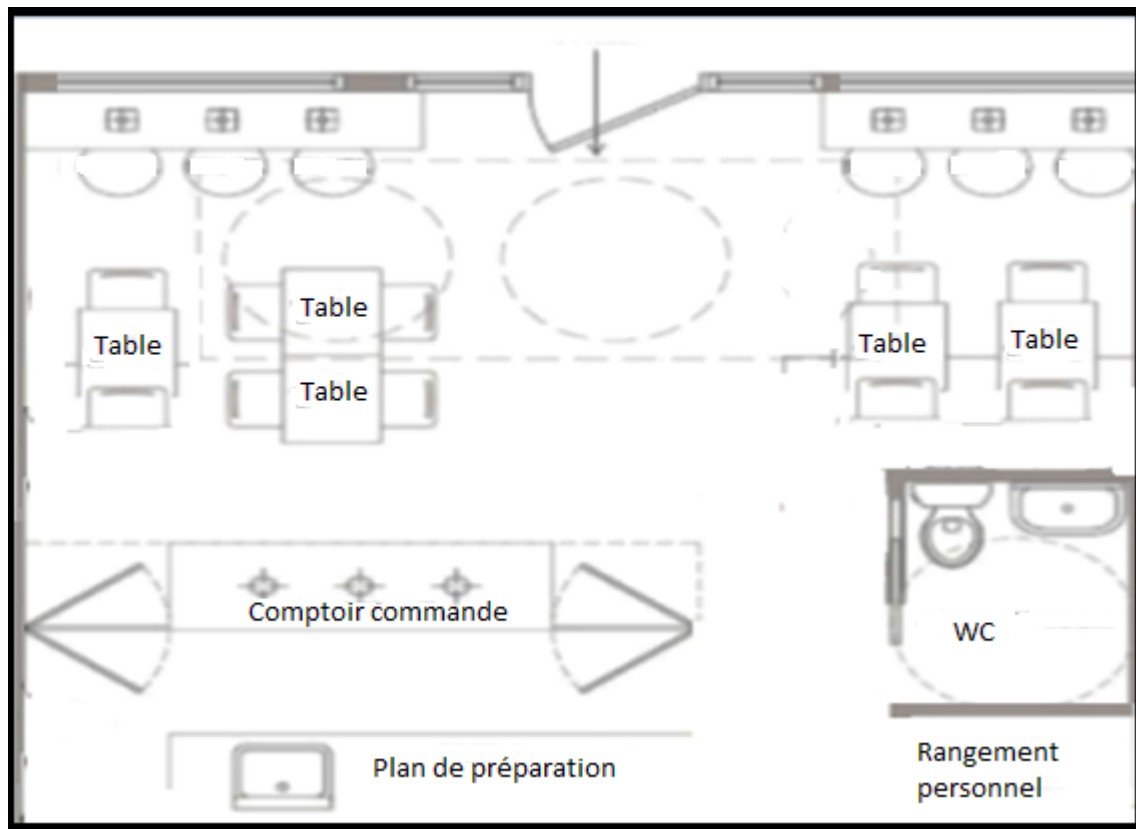 Table
Table
Table
Table
Table
Comptoir commande
WC
Plan de préparation
Rangement
personnel